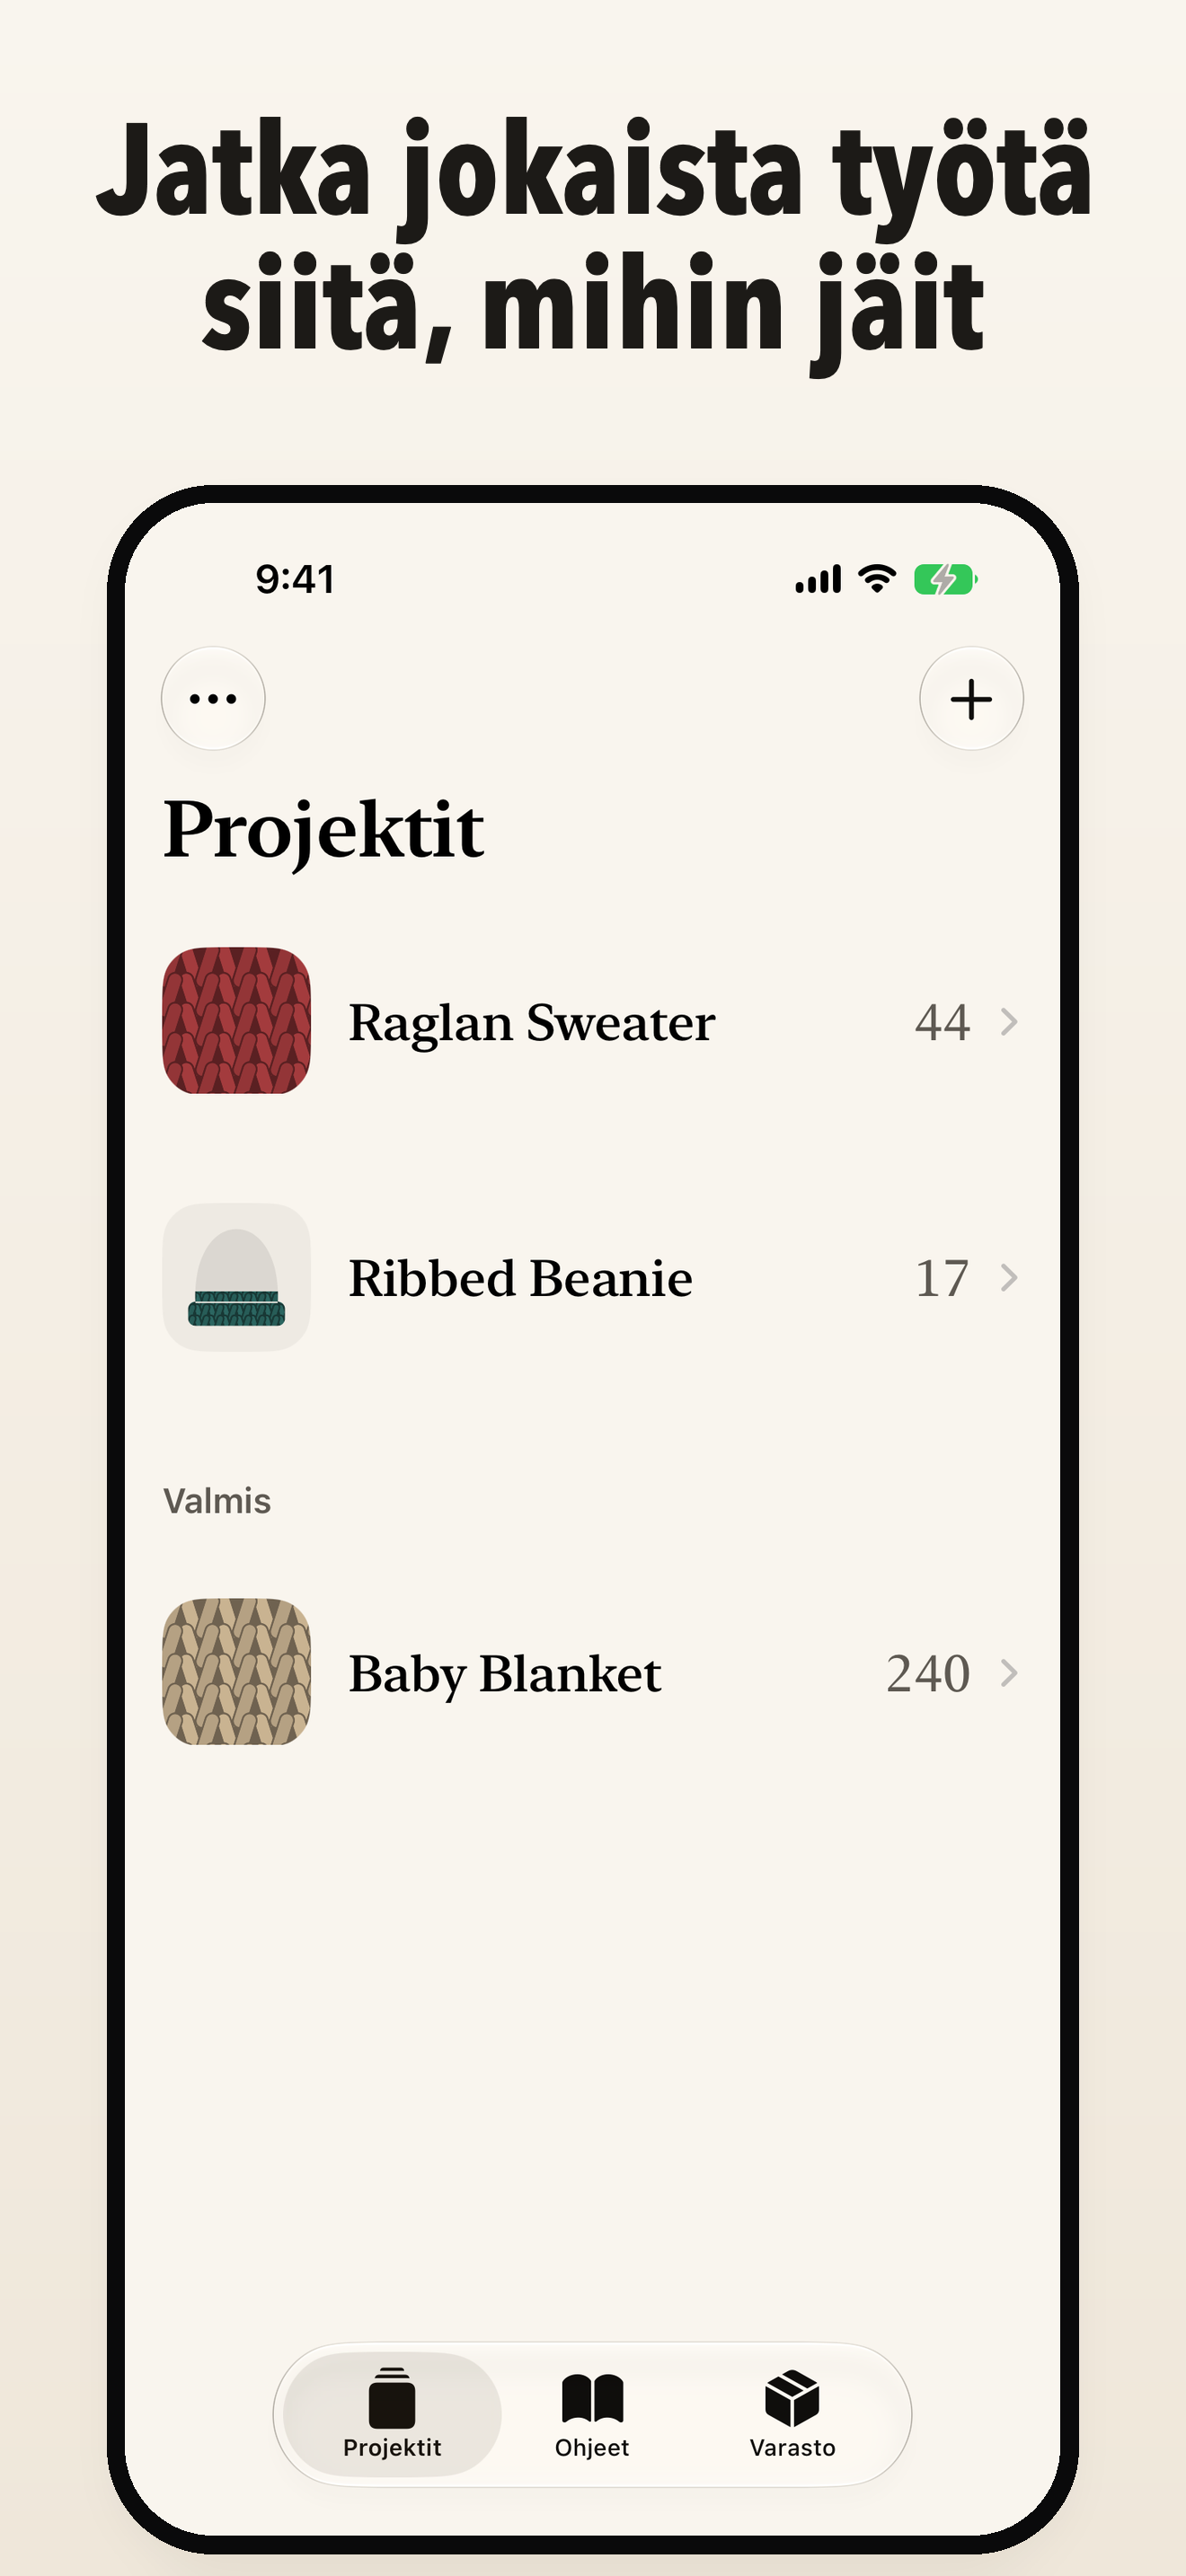 Jatka jokaista työtä
siitä, mihin jäit
9:41
Projektit
Raglan Sweater 44
Ribbed Beanie 17
Valmis
Baby Blanket 240
Projektit Ohjeet Varasto